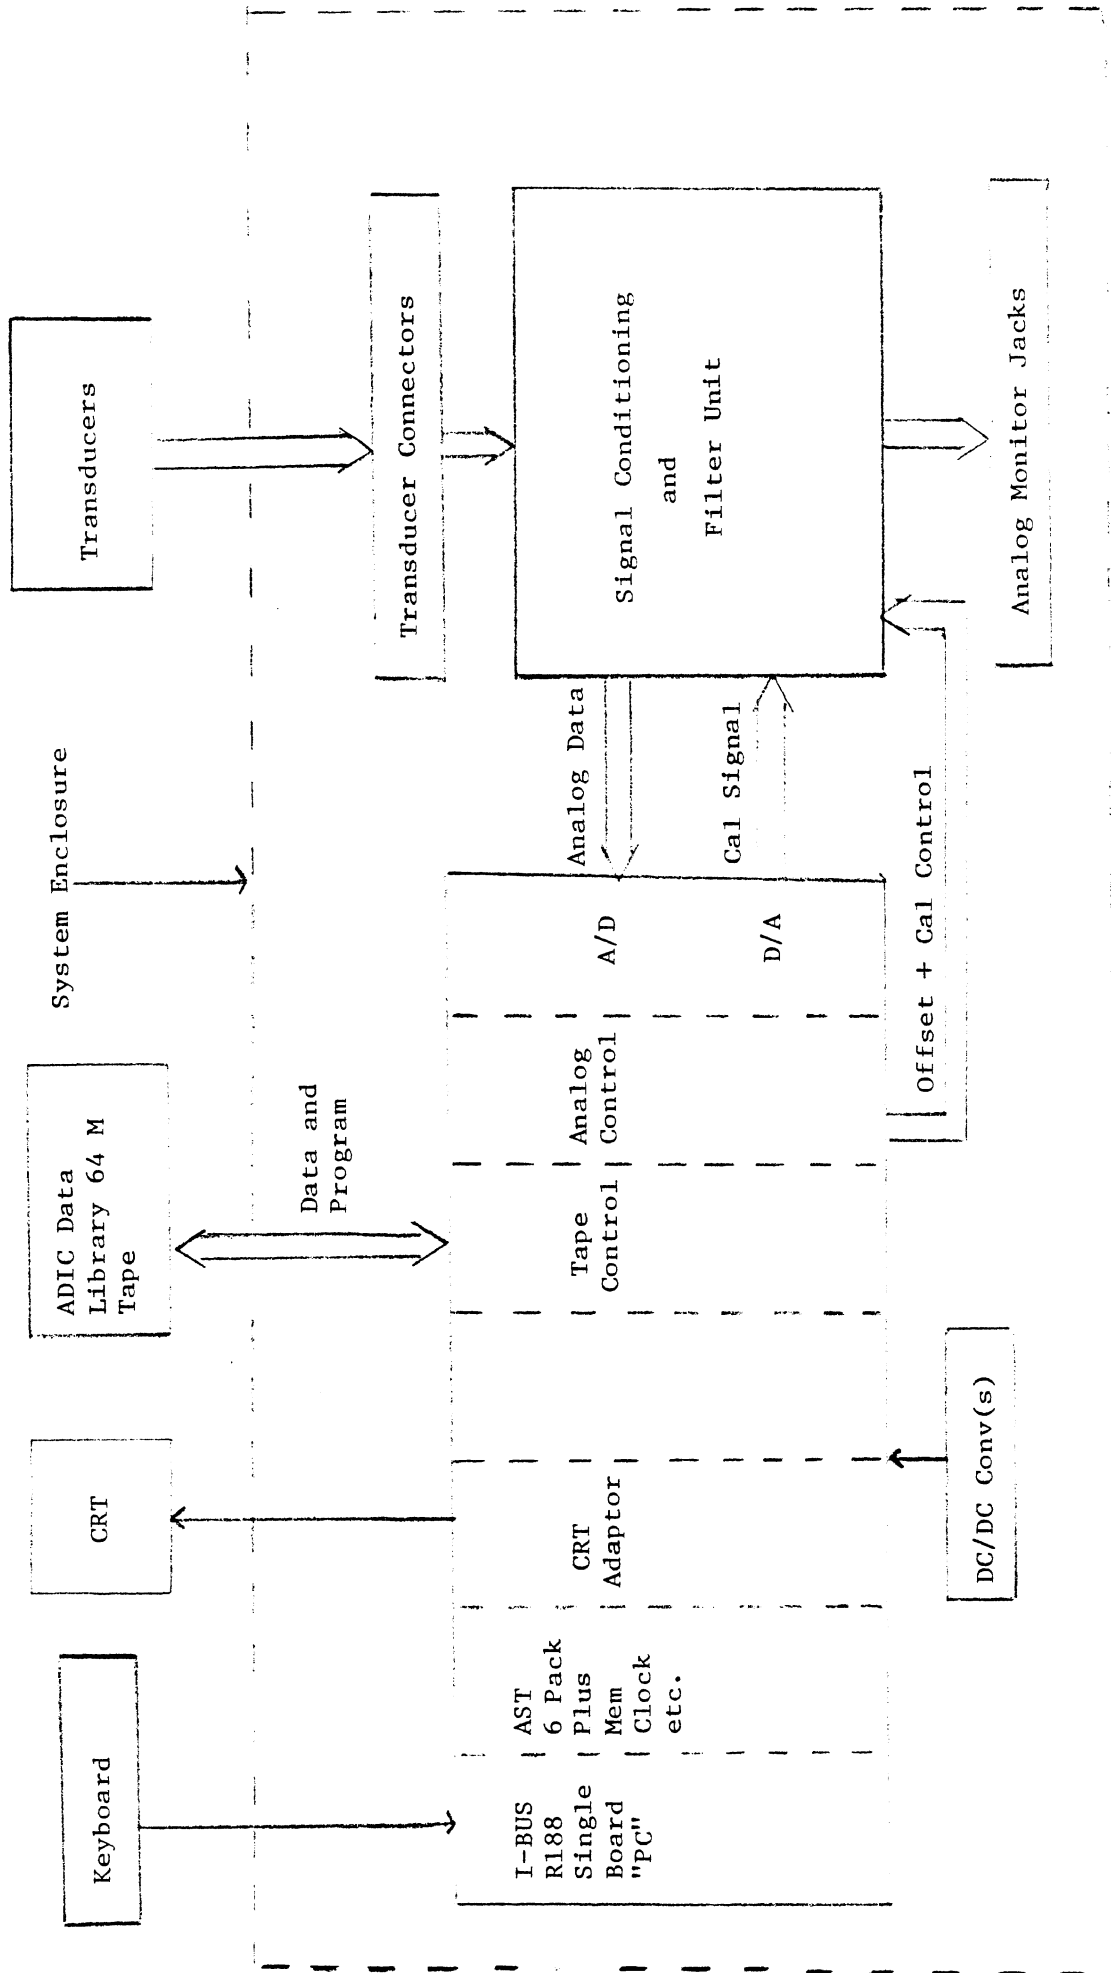 Keyboard
CRT
ADIC Data
Library 64 M
Tape
System Enclosure
Transducers
Data and
Program
Transducer Connectors
I-BUS
R188
Single
Board
"PC"
AST
6 Pack
Plus
Mem
Clock
etc.
CRT
Adaptor
Tape
Control
Analog
Control
A/D
D/A
Analog Data
Cal Signal
Signal Conditioning
and
Filter Unit
Offset + Cal Control
DC/DC Conv(s)
Analog Monitor Jacks